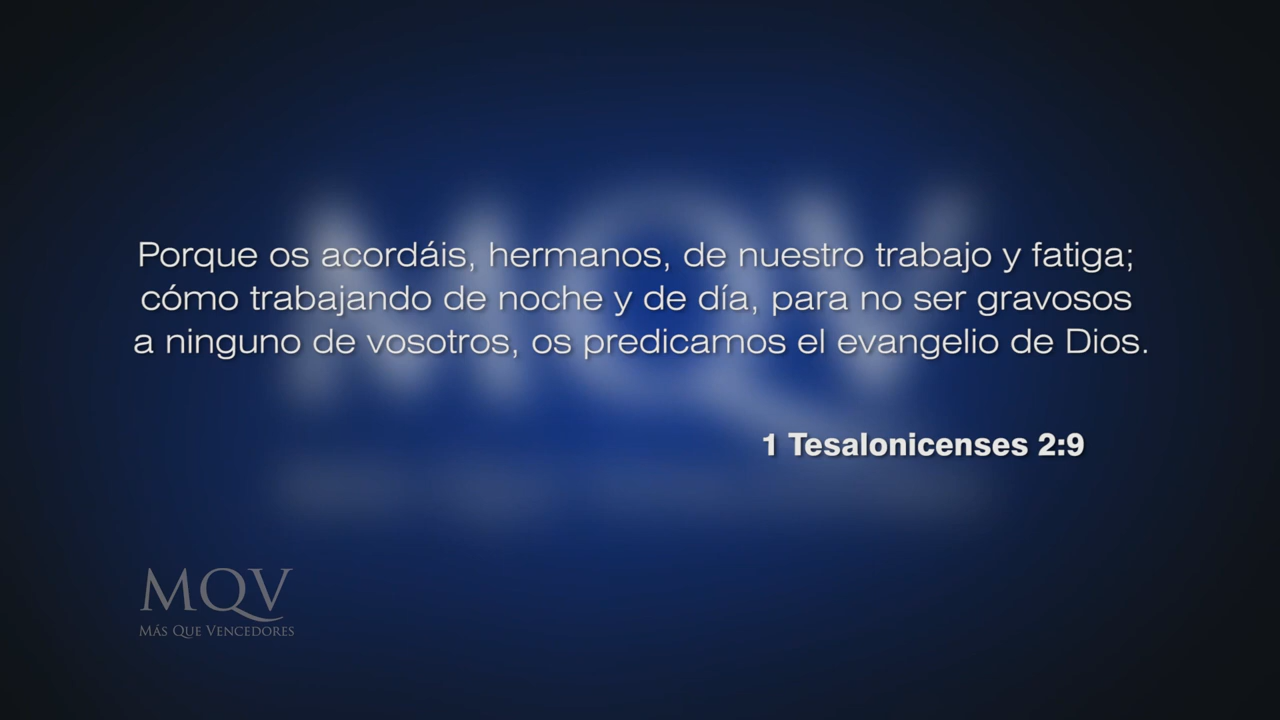 Porque os acordáis, hermanos, de nuestro trabajo y fatiga;
cómo trabajando de noche y de día, para no ser gravosos
a ninguno de vosotros, os predicamos el evangelio de Dios.
1 Tesalonicenses 2:9
MQV
MÁS QUE VENCEDORES